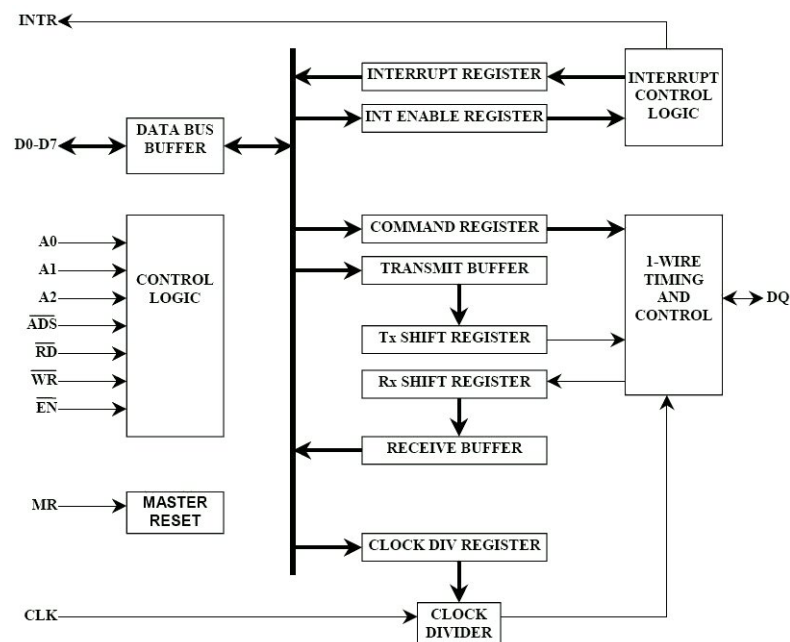 INTR
INTERRUPT REGISTER
INTERRUPT
CONTROL
LOGIC
INT ENABLE REGISTER
D0-D7
DATA BUS
BUFFER
COMMAND REGISTER
A0
A1
A2
ADS
RD
WR
EN
CONTROL
LOGIC
TRANSMIT BUFFER
1-WIRE
TIMING
AND
CONTROL
DQ
Tx SHIFT REGISTER
Rx SHIFT REGISTER
RECEIVE BUFFER
MR
MASTER
RESET
CLOCK DIV REGISTER
CLK
CLOCK
DIVIDER